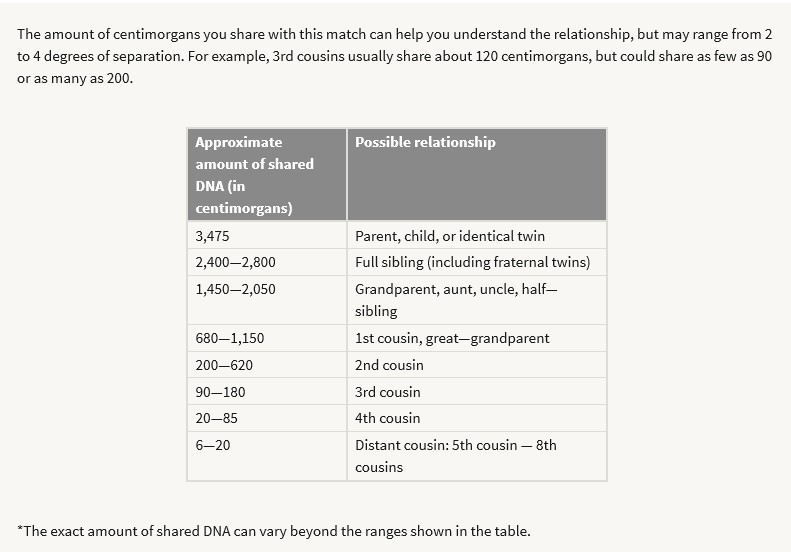 The amount of centimorgans you share with this match can help you understand the relationship, but may range from 2
to 4 degrees of separation. For example, 3rd cousins usually share about 120 centimorgans, but could share as few as 90
or as many as 200.
Approximate
amount of shared
DNA (in
centimorgans)
Possible relationship
3,475
Parent, child, or identical twin
2,400—2,800
Full sibling (including fraternal twins)
1,450—2,050
Grandparent, aunt, uncle, half—
sibling
680—1,150
1st cousin, great—grandparent
200—620
2nd cousin
90—180
3rd cousin
20—85
4th cousin
6—20
Distant cousin: 5th cousin — 8th
cousins
*The exact amount of shared DNA can vary beyond the ranges shown in the table.